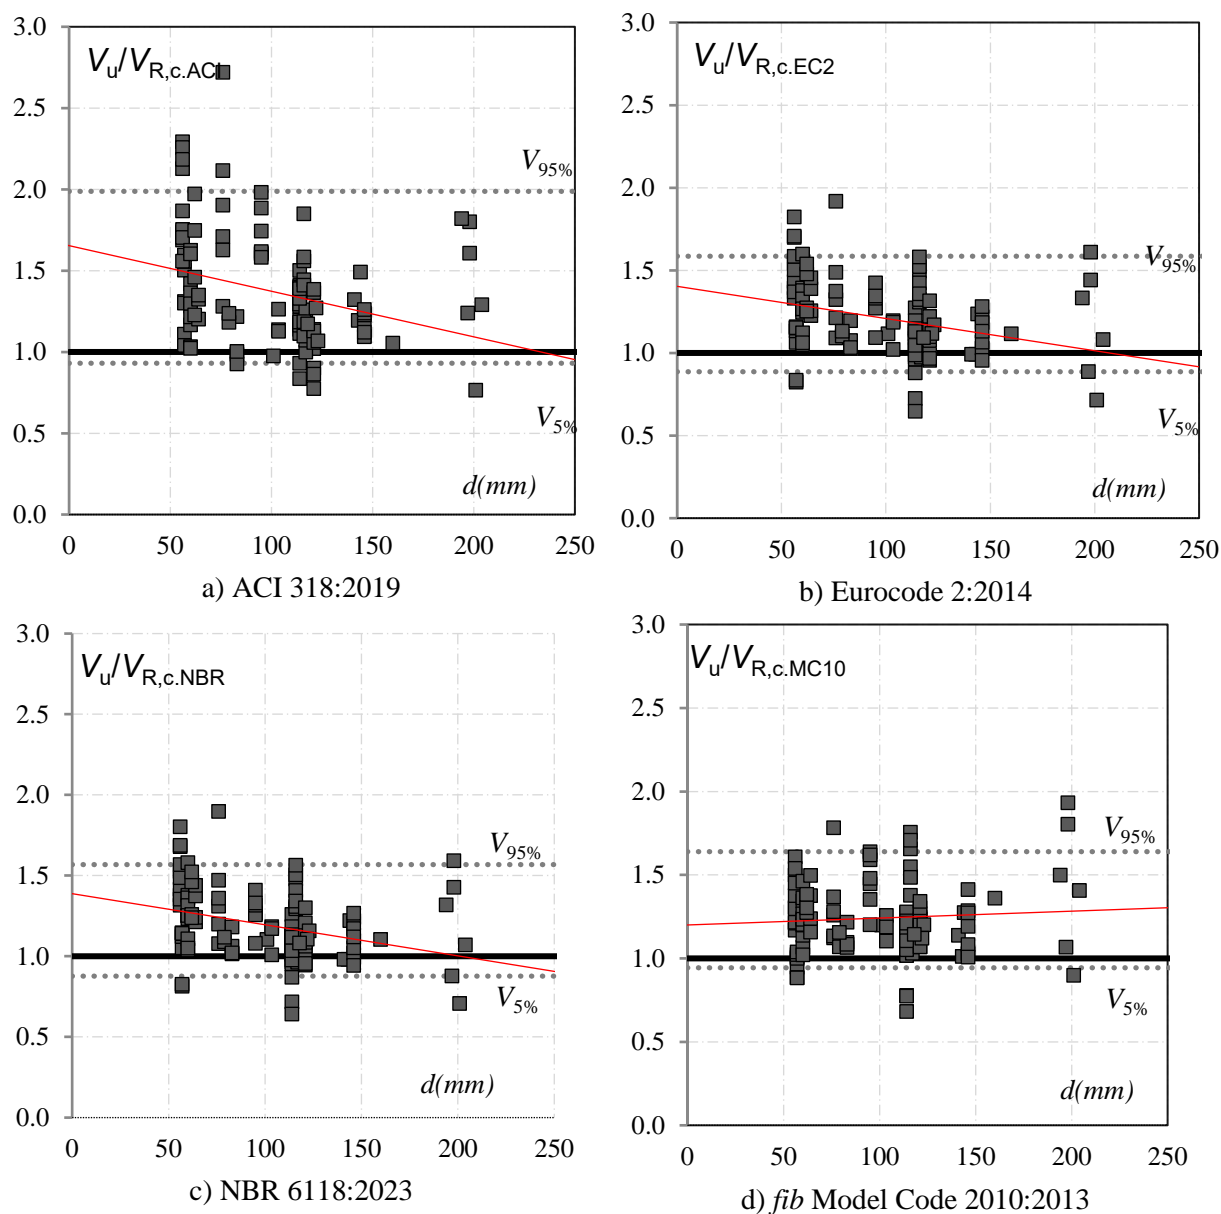 3.0
2.5
2.0
1.5
1.0
0.5
0.0
Vu/VR,c.ACI
V95%
V5%
d(mm)
0 50 100 150 200 250
a) ACI 318:2019
3.0
2.5
2.0
1.5
1.0
0.5
0.0
Vu/VR,c.EC2
V95%
V5%
d(mm)
0 50 100 150 200 250
b) Eurocode 2:2014
3.0
2.5
2.0
1.5
1.0
0.5
0.0
Vu/VR,c.NBR
V95%
V5%
d(mm)
0 50 100 150 200 250
c) NBR 6118:2023
3.0
2.5
2.0
1.5
1.0
0.5
0.0
Vu/VR,c.MC10
V95%
V5%
d(mm)
0 50 100 150 200 250
d) fib Model Code 2010:2013